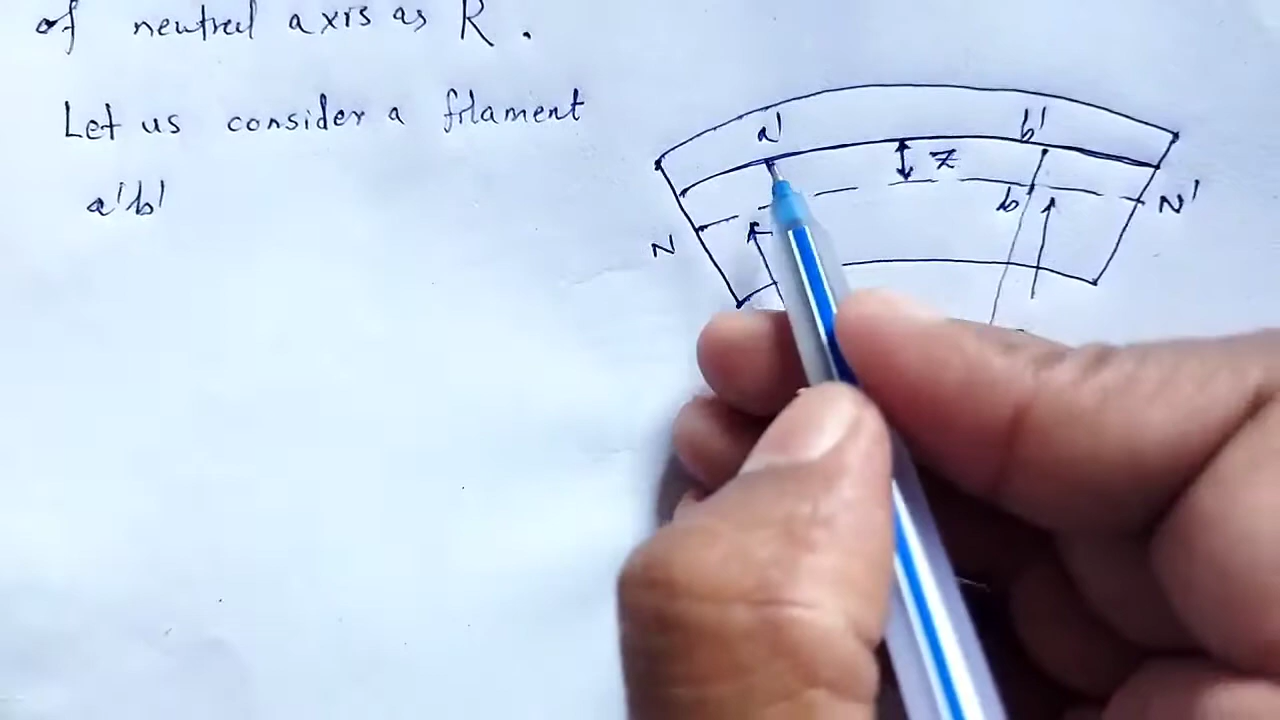 of neutral axis as R.
Let us consider a filament
a'b'
a'
b'
z
b
N'
N